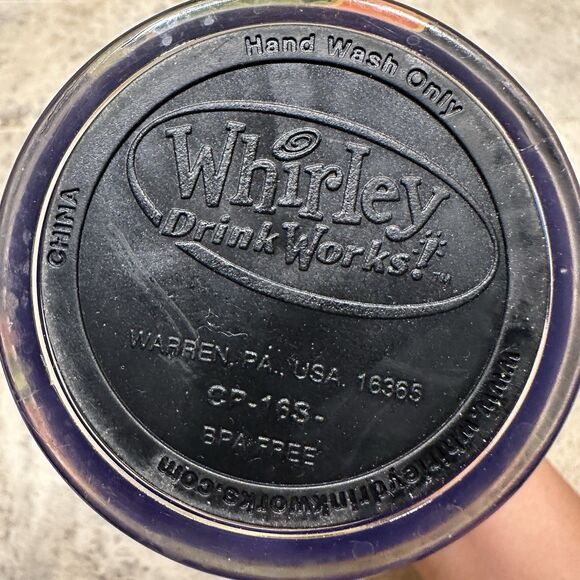 Hand Wash Only
Whirley
DrinkWorks!™
CHINA
WARREN, PA., USA. 16365
CP-16S-
BPA FREE
www.whirleydrinkworks.com